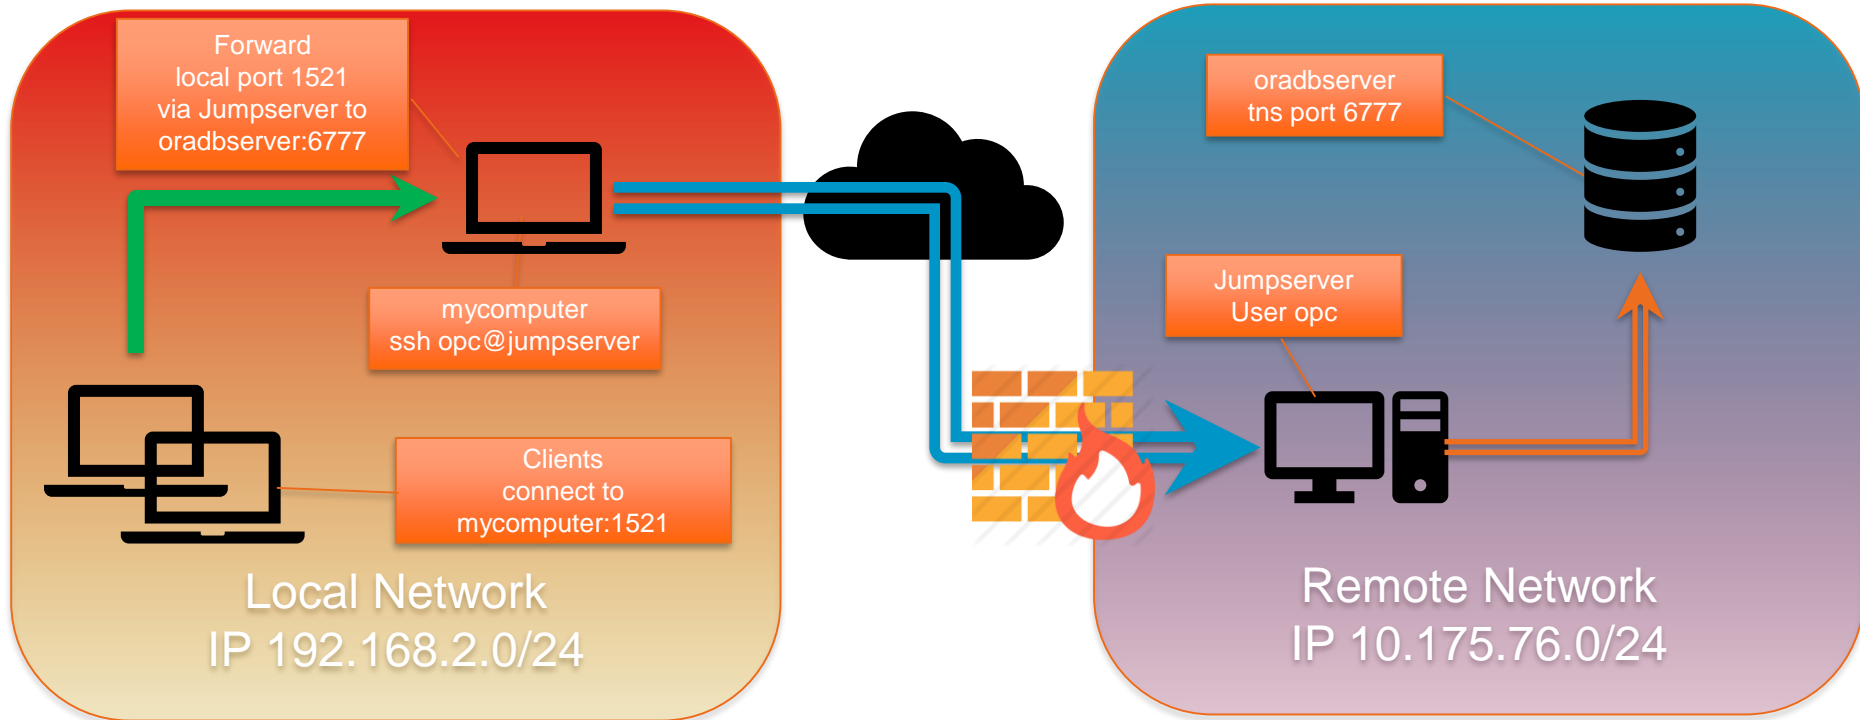 Forward
local port 1521
via Jumpserver to
oradbserver:6777
mycomputer
ssh opc@jumpserver
Clients
connect to
mycomputer:1521
Local Network
IP 192.168.2.0/24
oradbserver
tns port 6777
Jumpserver
User opc
Remote Network
IP 10.175.76.0/24